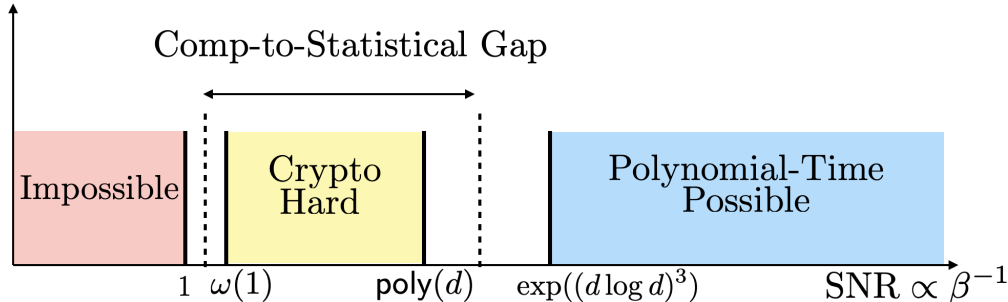 Comp-to-Statistical Gap
Impossible
Crypto
Hard
Polynomial-Time
Possible
1
ω(1)
poly(d)
exp((d log d)³)
SNR ∝ β⁻¹